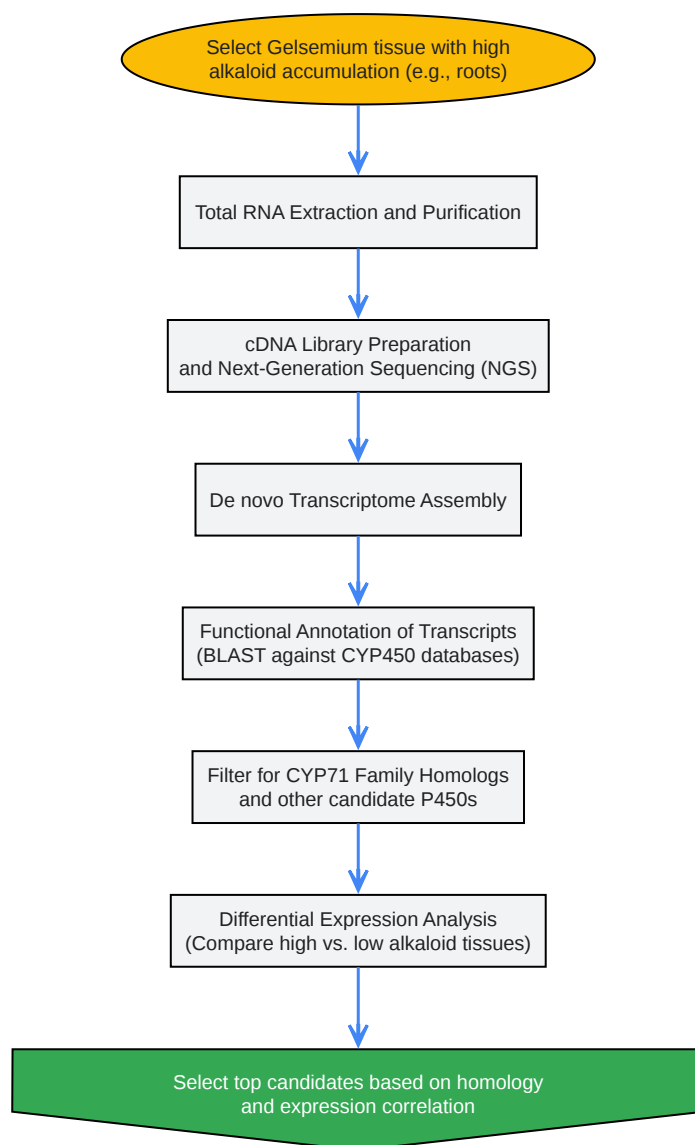 Select Gelsemium tissue with high
alkaloid accumulation (e.g., roots)
Total RNA Extraction and Purification
cDNA Library Preparation
and Next-Generation Sequencing (NGS)
De novo Transcriptome Assembly
Functional Annotation of Transcripts
(BLAST against CYP450 databases)
Filter for CYP71 Family Homologs
and other candidate P450s
Differential Expression Analysis
(Compare high vs. low alkaloid tissues)
Select top candidates based on homology
and expression correlation